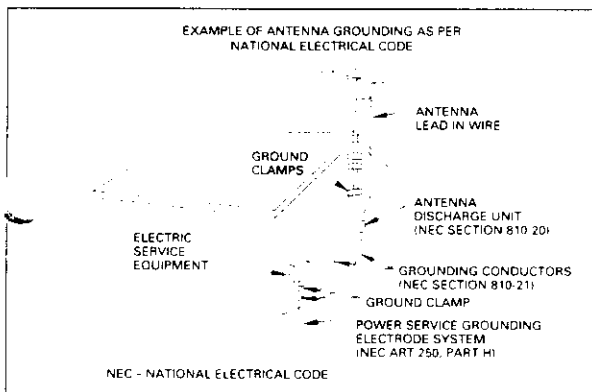 EXAMPLE OF ANTENNA GROUNDING AS PER
NATIONAL ELECTRICAL CODE
ANTENNA
LEAD IN WIRE
GROUND
CLAMPS
ANTENNA
DISCHARGE UNIT
(NEC SECTION 810-20)
ELECTRIC
SERVICE
EQUIPMENT
GROUNDING CONDUCTORS
(NEC SECTION 810-21)
GROUND CLAMP
POWER SERVICE GROUNDING
ELECTRODE SYSTEM
(NEC ART 250, PART H)
NEC - NATIONAL ELECTRICAL CODE